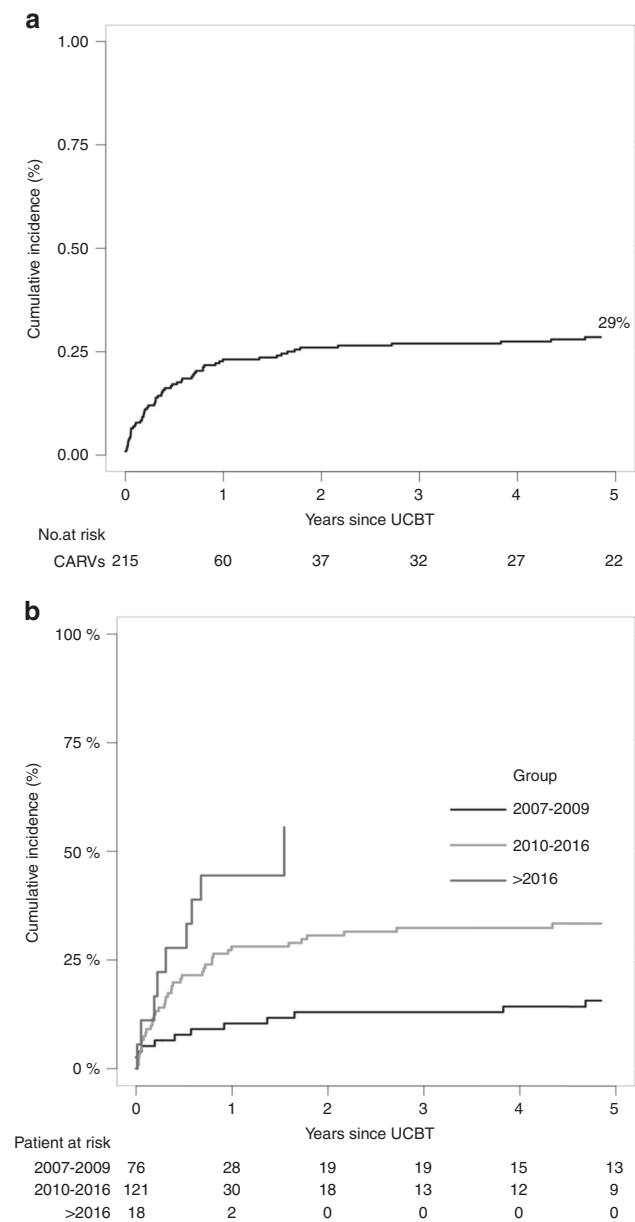 a
1.00
0.75
0.50
0.25
0.00
Cumulative incidence (%)
29%
0 1 2 3 4 5
Years since UCBT
No.at risk
CARVs 215 60 37 32 27 22
b
100 %
75 %
50 %
25 %
0 %
Cumulative incidence (%)
Group
2007-2009
2010-2016
>2016
0 1 2 3 4 5
Years since UCBT
Patient at risk
2007-2009 76 28 19 19 15 13
2010-2016 121 30 18 13 12 9
>2016 18 2 0 0 0 0